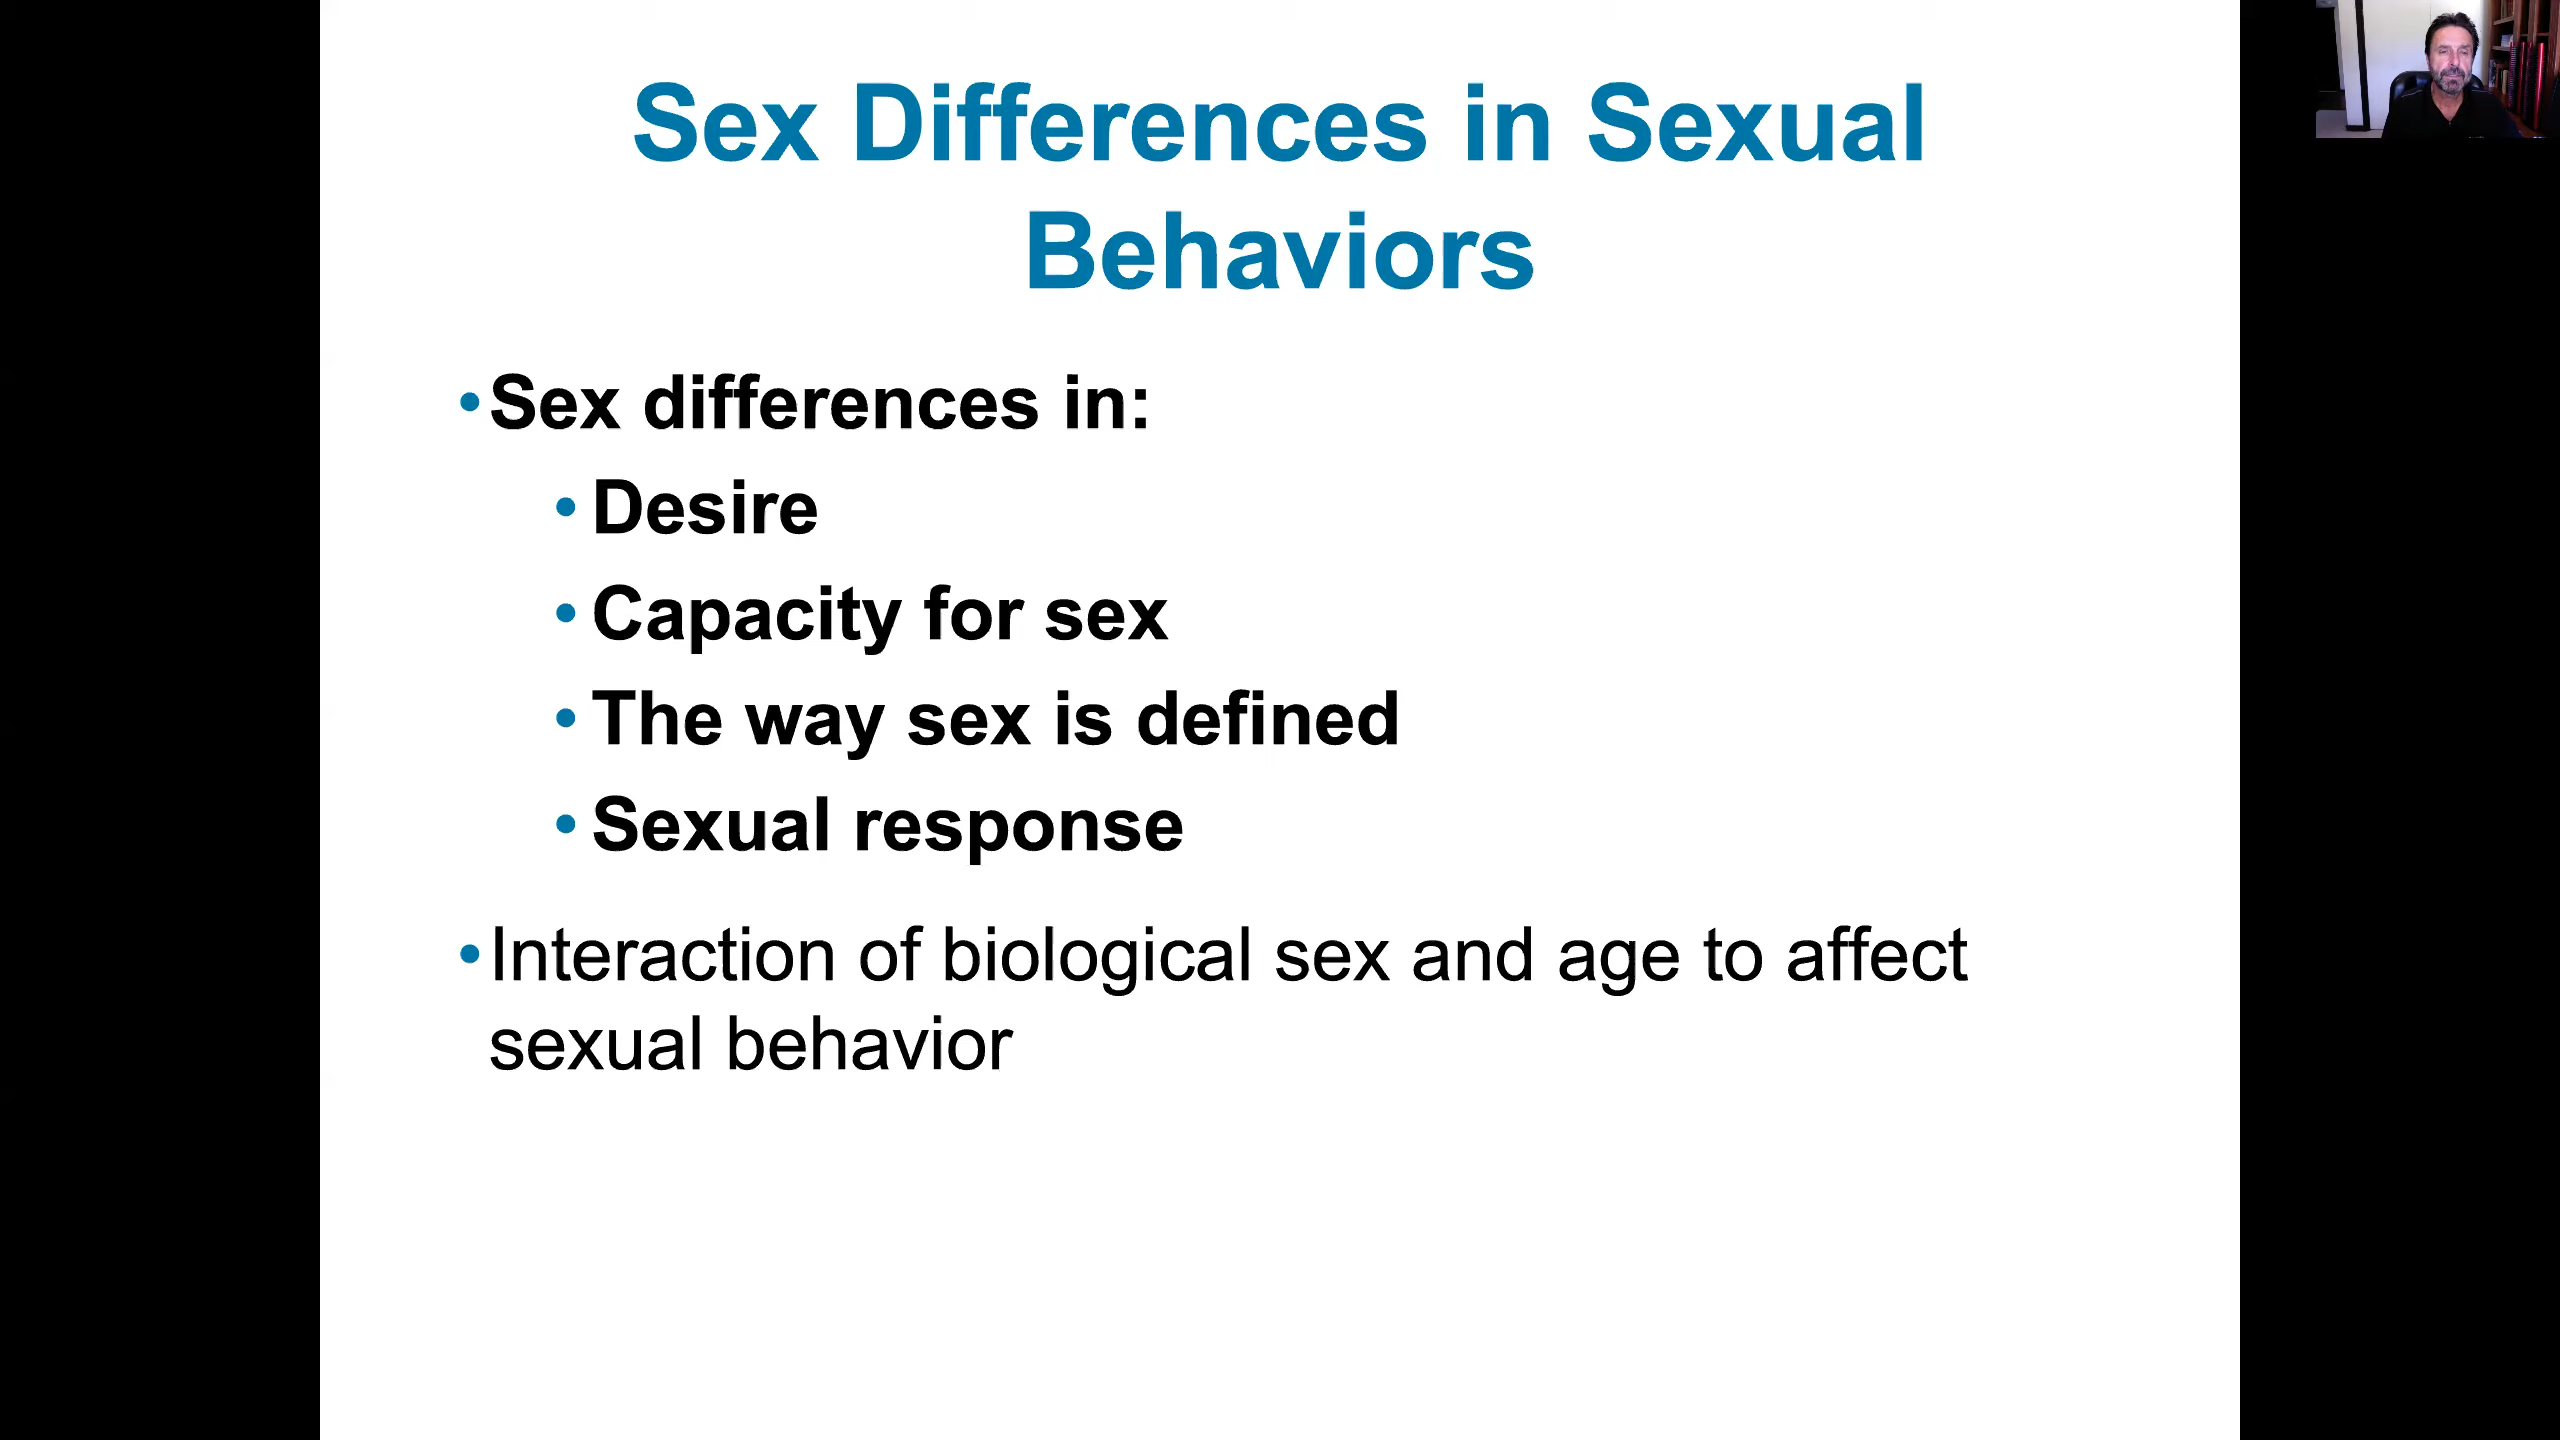 Sex Differences in Sexual
Behaviors
•Sex differences in:
•Desire
•Capacity for sex
•The way sex is defined
•Sexual response
•Interaction of biological sex and age to affect
sexual behavior